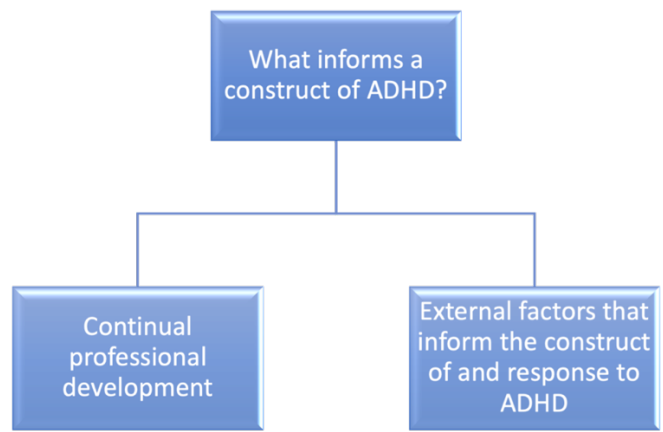 What informs a
construct of ADHD?
Continual
professional
development
External factors that
inform the construct
of and response to
ADHD